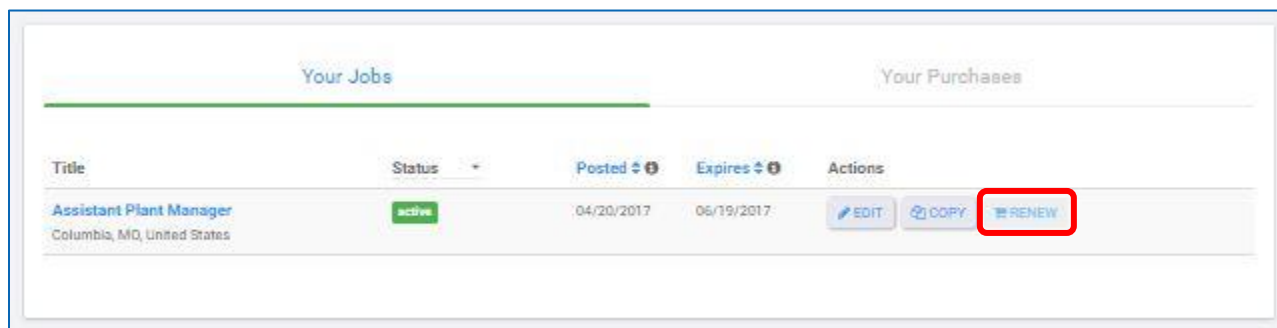 Your Jobs Your Purchases
Title Status Posted Expires Actions
Assistant Plant Manager active 04/20/2017 06/19/2017 EDIT COPY RENEW
Columbia, MO, United States